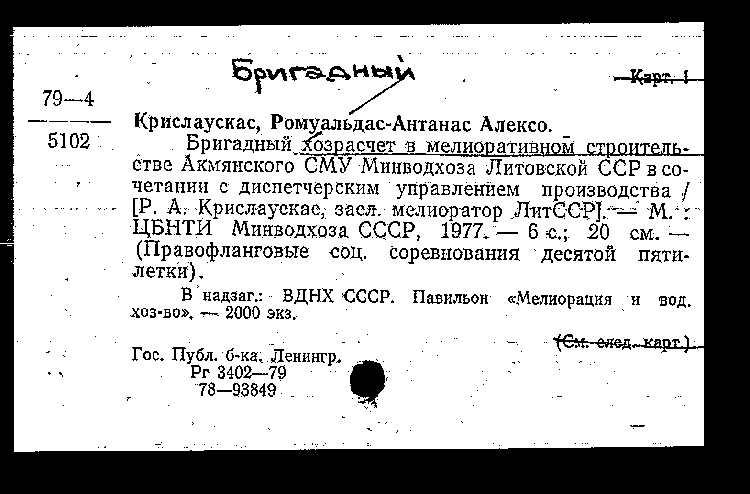 Бригадный
Карт. 1
79—4
5102
Крислаускас, Ромуальдас-Антанас Алексо.
Бригадный хозрасчет в мелиоративном строитель-
стве Акмянского СМУ Минводхоза Литовской ССР в со-
четании с диспетчерским управлением производства /
[Р. А. Крислаускас, засл. мелиоратор ЛитССР]. — М. :
ЦБНТИ Минводхоза СССР, 1977. — 6 с.; 20 см. —
(Правофланговые соц. соревнования десятой пяти-
летки).
В надзаг.: ВДНХ СССР. Павильон «Мелиорация и вод.
хоз-во». — 2000 экз.
(См. след. карт.)
Гос. Публ. б-ка. Ленингр.
Рг 3402—79
78—93849